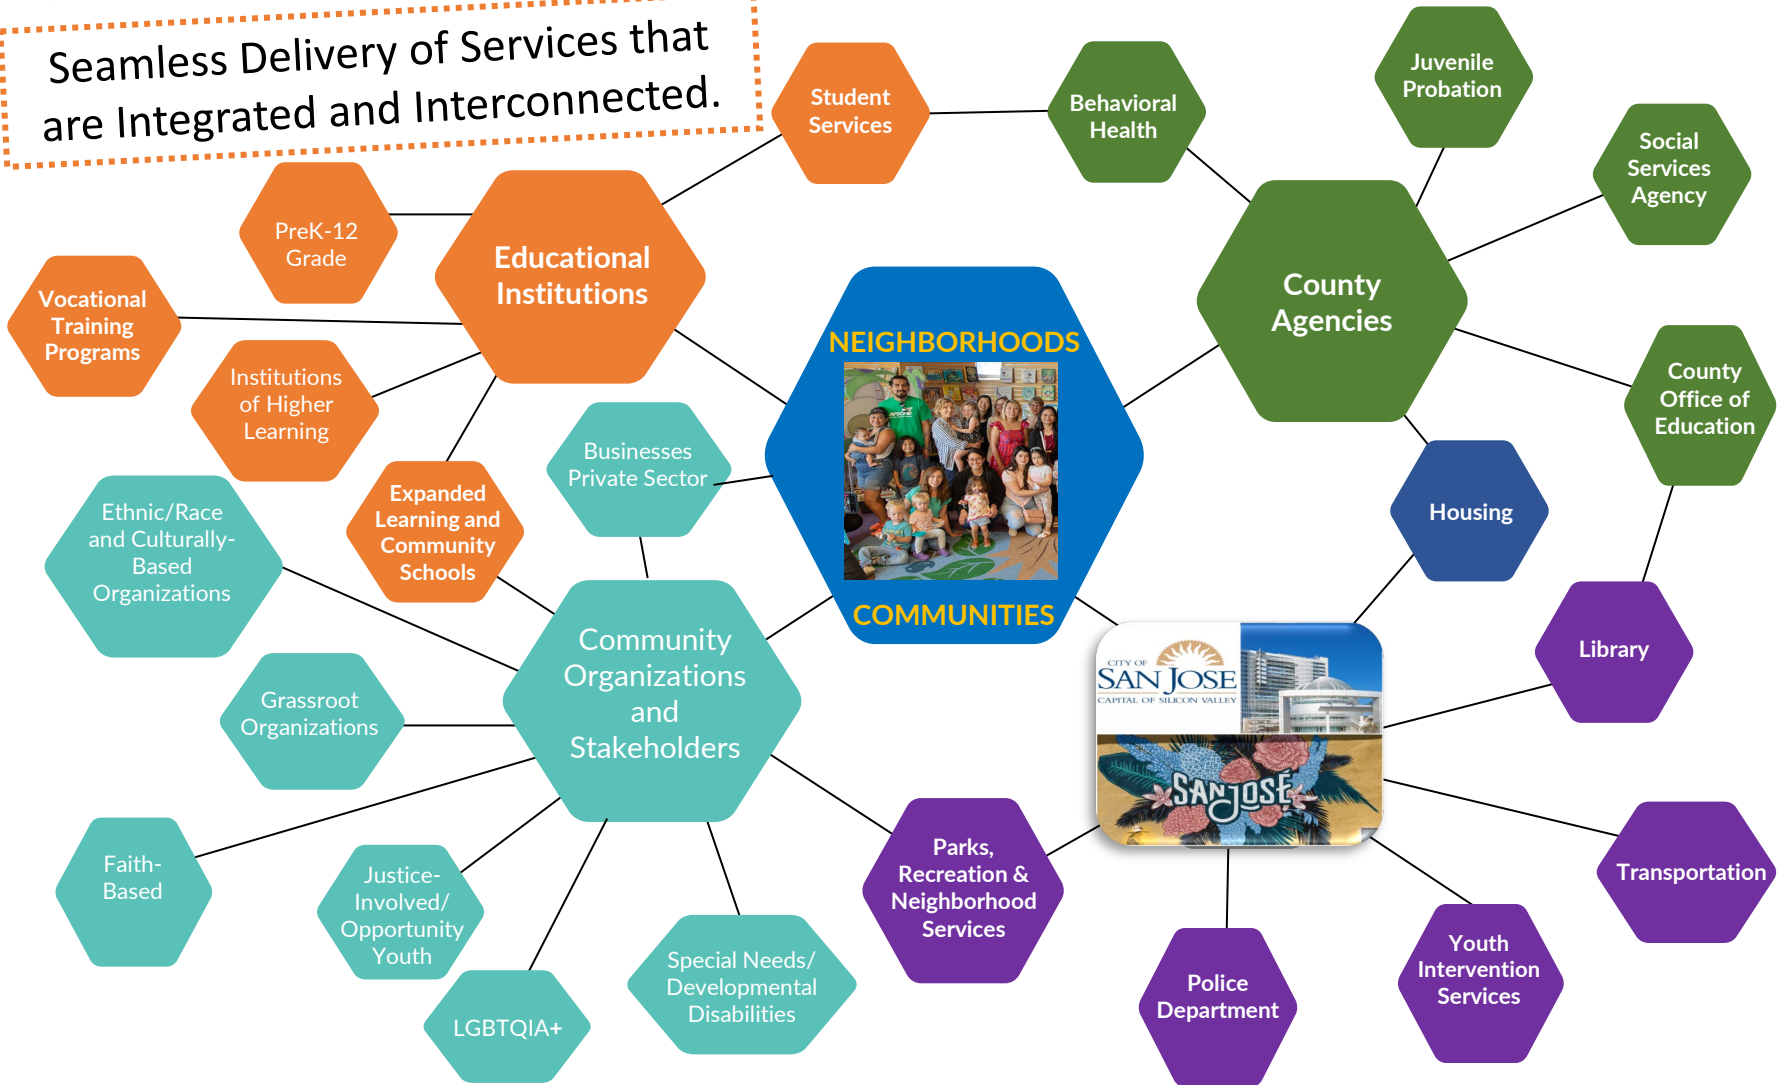 Seamless Delivery of Services that
are Integrated and Interconnected.
Student
Services
Behavioral
Health
Juvenile
Probation
Social
Services
Agency
PreK-12
Grade
Educational
Institutions
County
Agencies
Vocational
Training
Programs
Institutions
of Higher
Learning
NEIGHBORHOODS
COMMUNITIES
County
Office of
Education
Businesses
Private Sector
Expanded
Learning and
Community
Schools
Housing
Ethnic/Race
and Culturally-
Based
Organizations
Community
Organizations
and
Stakeholders
Library
CITY OF
SAN JOSE
CAPITAL OF SILICON VALLEY
SAN JOSÉ
Grassroot
Organizations
Faith-
Based
Justice-
Involved/
Opportunity
Youth
LGBTQIA+
Special Needs/
Developmental
Disabilities
Parks,
Recreation &
Neighborhood
Services
Police
Department
Youth
Intervention
Services
Transportation